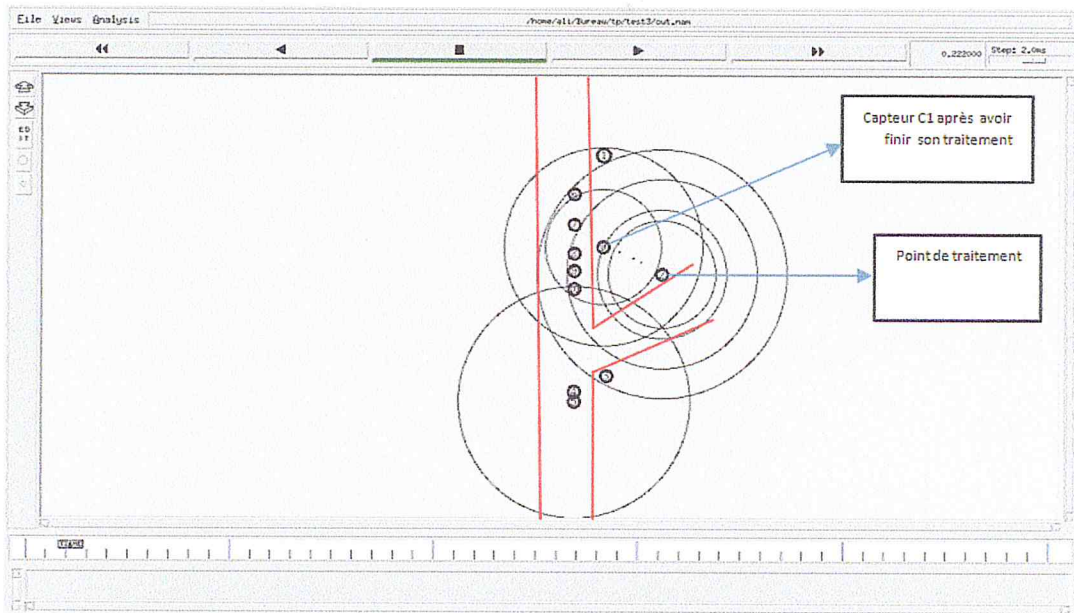 File Views Analysis
/home/ali/Bureau/tp/test3/out.nam
0.222000
Step: 2.0ms
Capteur C1 après avoir
finir son traitement
Point de traitement
TIME